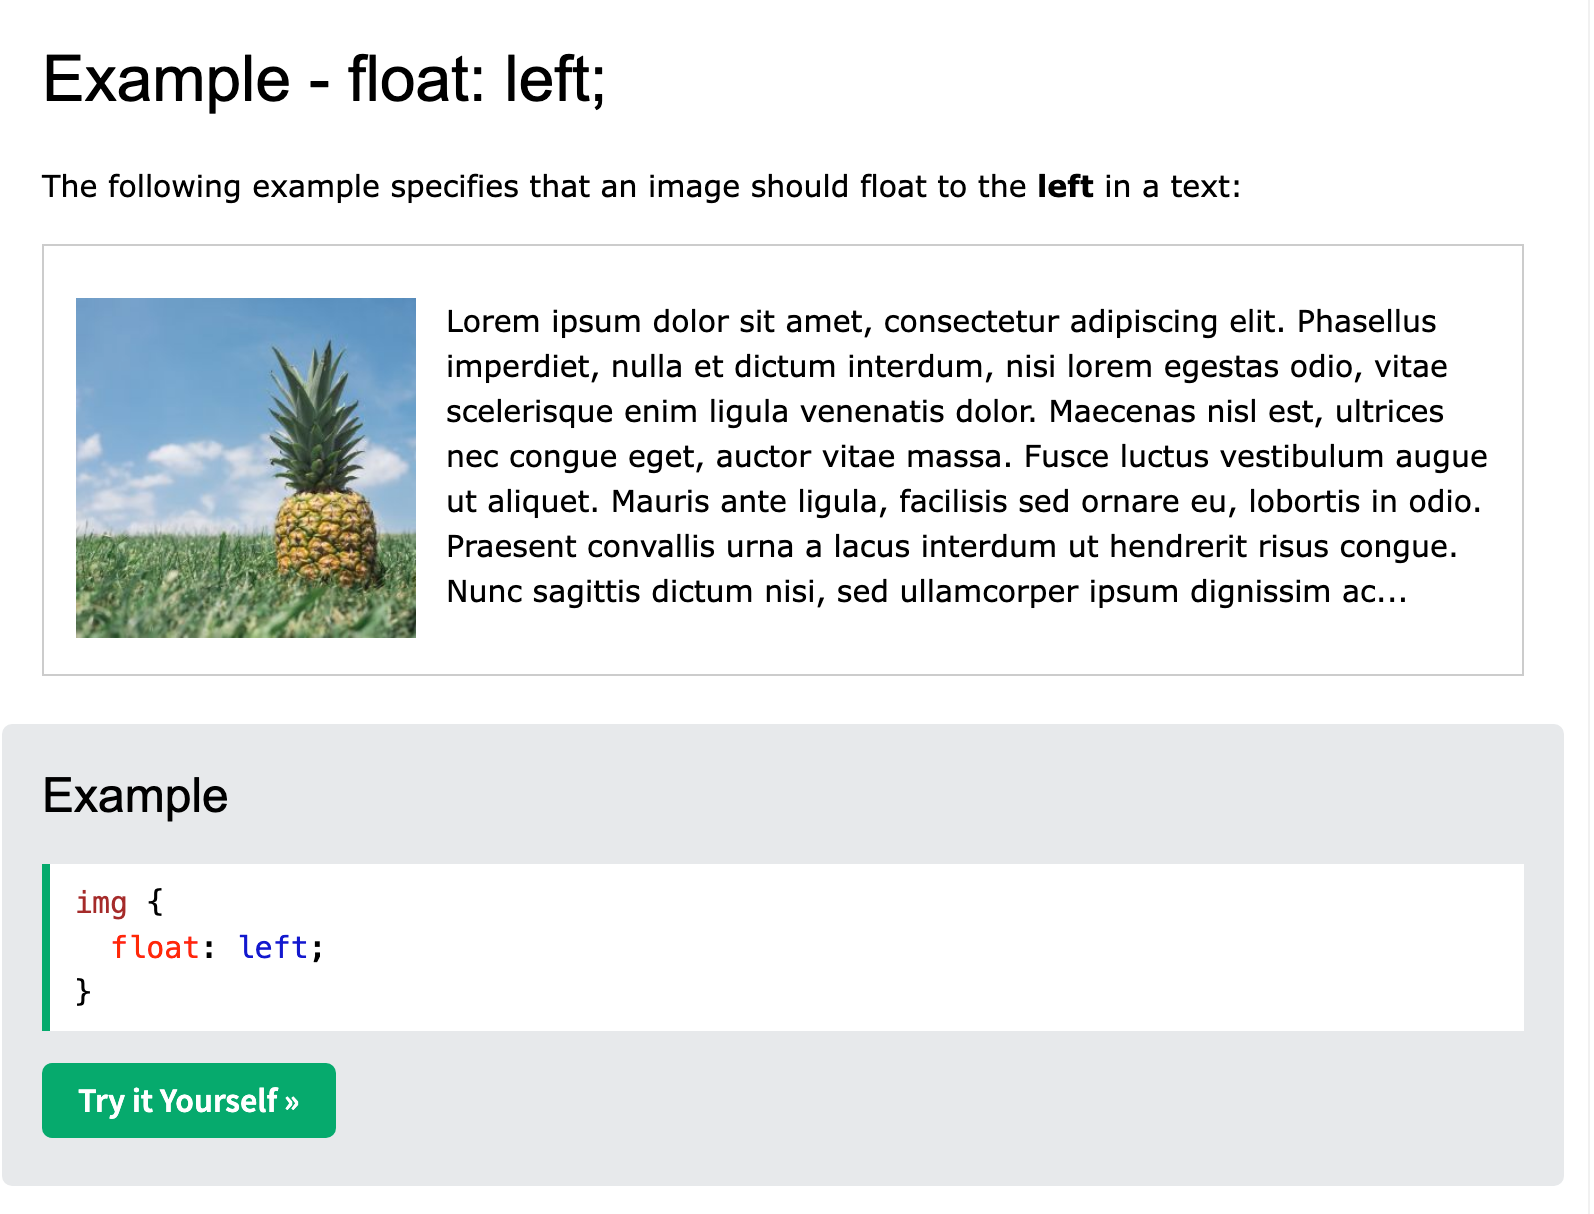 Example - float: left;
The following example specifies that an image should float to the left in a text:
Lorem ipsum dolor sit amet, consectetur adipiscing elit. Phasellus
imperdiet, nulla et dictum interdum, nisi lorem egestas odio, vitae
scelerisque enim ligula venenatis dolor. Maecenas nisl est, ultrices
nec congue eget, auctor vitae massa. Fusce luctus vestibulum augue
ut aliquet. Mauris ante ligula, facilisis sed ornare eu, lobortis in odio.
Praesent convallis urna a lacus interdum ut hendrerit risus congue.
Nunc sagittis dictum nisi, sed ullamcorper ipsum dignissim ac...
Example
img {
  float: left;
}
Try it Yourself »